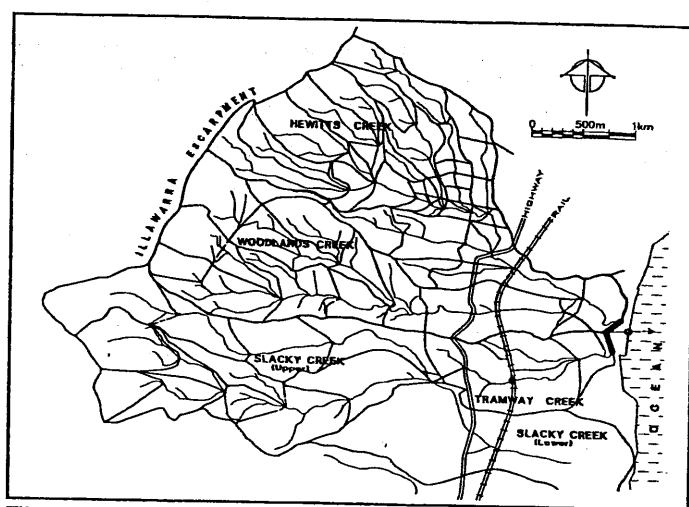 ILLAWARRA ESCARPMENT
HEWITTS CREEK
0 500m 1km
HIGHWAY
RAIL
WOODLANDS CREEK
SLACKY CREEK
(Upper)
TRAMWAY CREEK
SLACKY CREEK
(Lower)
OCEAN